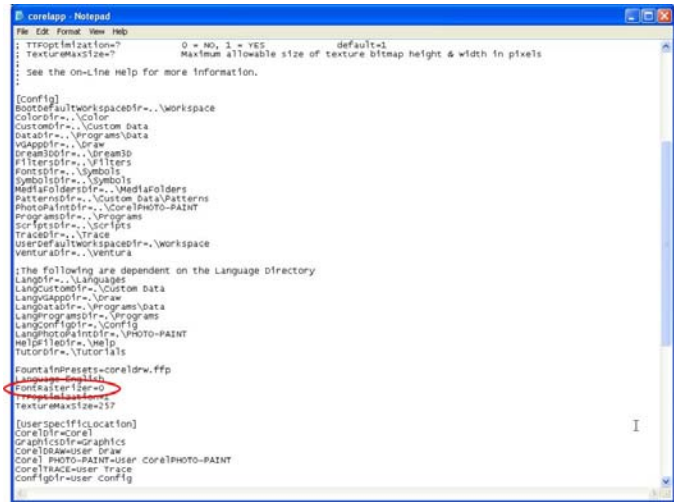 corelapp - Notepad
File Edit Format View Help
; TTFOptimization=? 0 = NO, 1 = YES default=1
; TextureMaxSize=? Maximum allowable size of texture bitmap height & width in pixels
;
; See the On-Line Help for more information.
;
[Config]
BootDefaultWorkspaceDir=..\Workspace
ColorDir=..\Color
CustomDir=..\Custom Data
DataDir=..\Programs\Data
VGAppDir=..\Draw
Dream3DDir=..\Dream3D
FiltersDir=..\Filters
FontsDir=..\Symbols
SymbolsDir=..\Symbols
MediaFoldersDir=..\MediaFolders
PatternsDir=..\Custom Data\Patterns
PhotoPaintDir=..\CorelPHOTO-PAINT
ProgramsDir=..\Programs
ScriptsDir=..\Scripts
TraceDir=..\Trace
UserDefaultWorkspaceDir=.\Workspace
VenturaDir=..\Ventura
;The following are dependent on the Language Directory
LangDir=..\Languages
LangCustomDir=.\Custom Data
LangVGAppDir=.\Draw
LangDataDir=.\Programs\Data
LangProgramsDir=.\Programs
LangConfigDir=.\Config
LangPhotoPaintDir=.\PHOTO-PAINT
HelpFileDir=.\Help
TutorDir=.\Tutorials
FountainPresets=coreldrw.ffp
Language=English
FontRasterizer=0
TTFOptimization=1
TextureMaxSize=257
[UserSpecificLocation]
CorelDir=Corel
GraphicsDir=Graphics
CorelDRAW=User Draw
Corel PHOTO-PAINT=User CorelPHOTO-PAINT
CorelTRACE=User Trace
ConfigDir=User Config